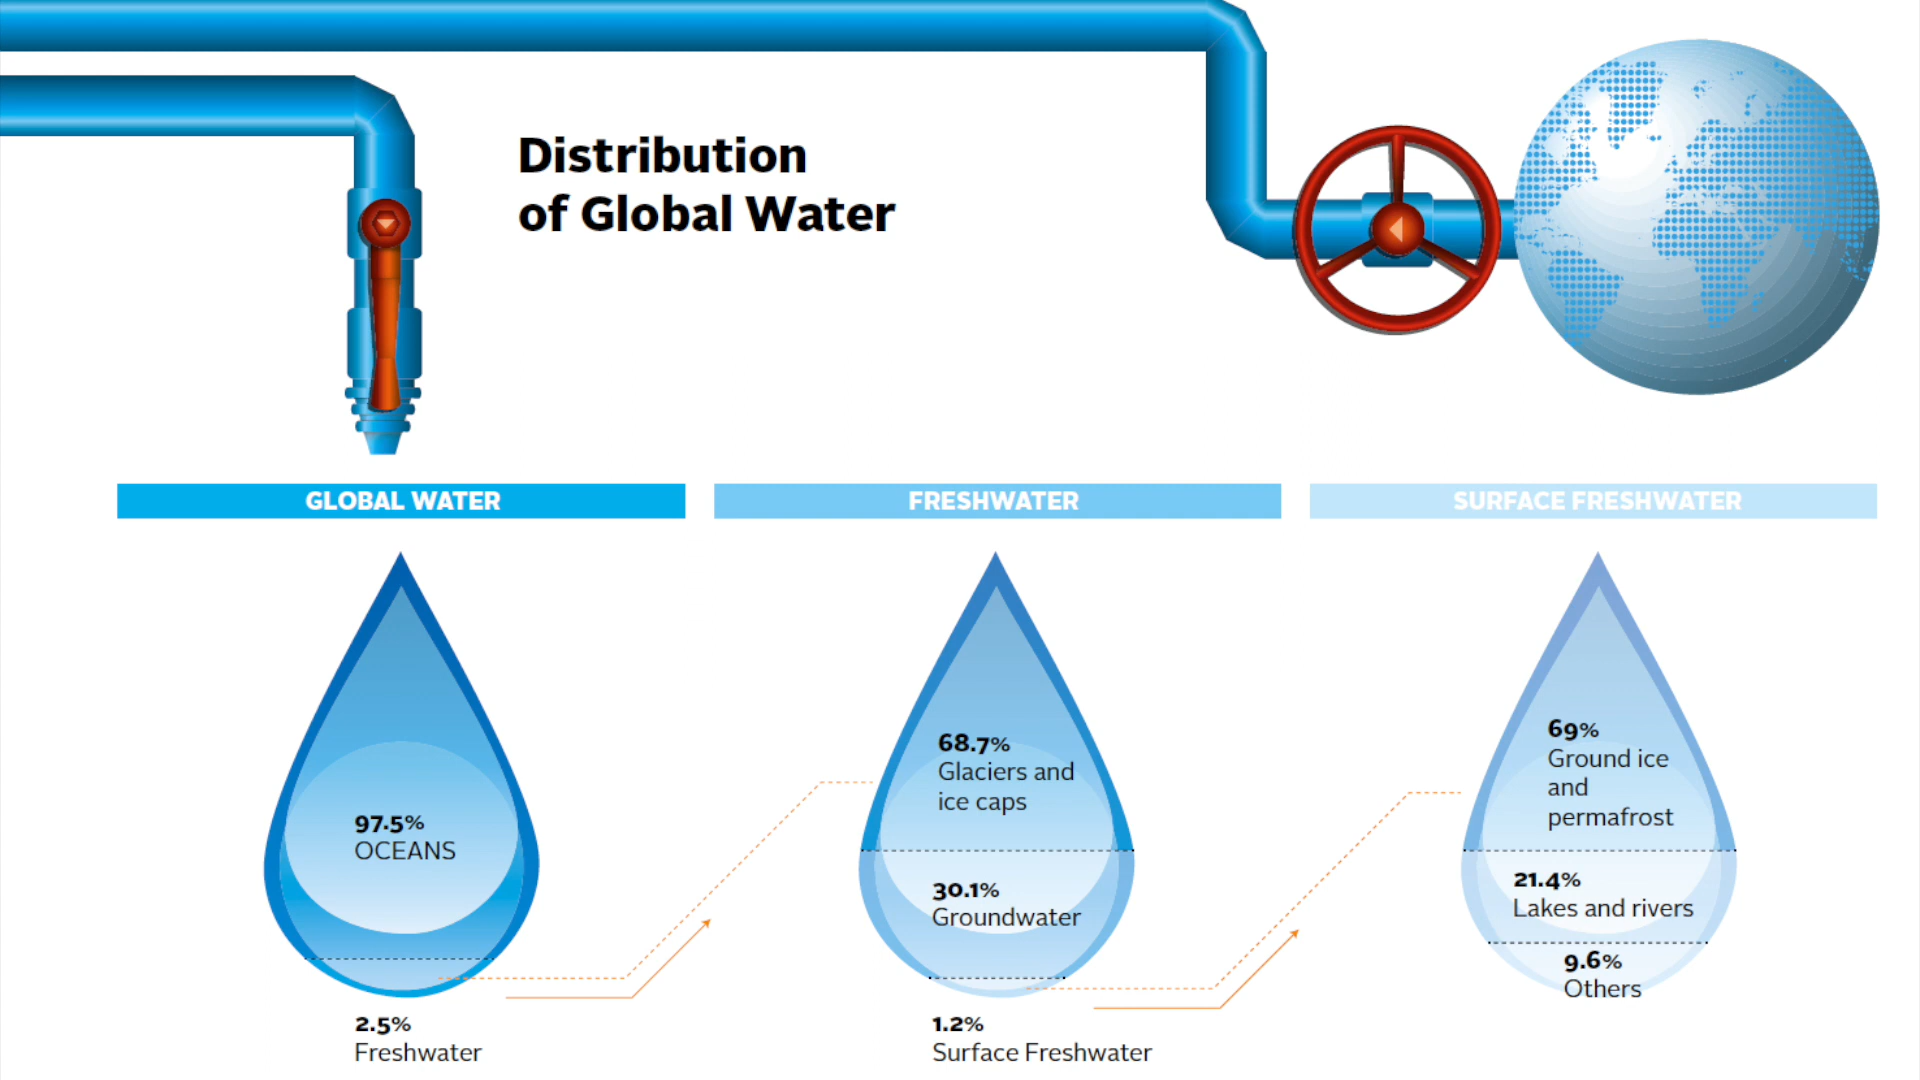 Distribution
of Global Water
GLOBAL WATER
97.5%
OCEANS
2.5%
Freshwater
FRESHWATER
68.7%
Glaciers and
ice caps
30.1%
Groundwater
1.2%
Surface Freshwater
SURFACE FRESHWATER
69%
Ground ice
and
permafrost
21.4%
Lakes and rivers
9.6%
Others